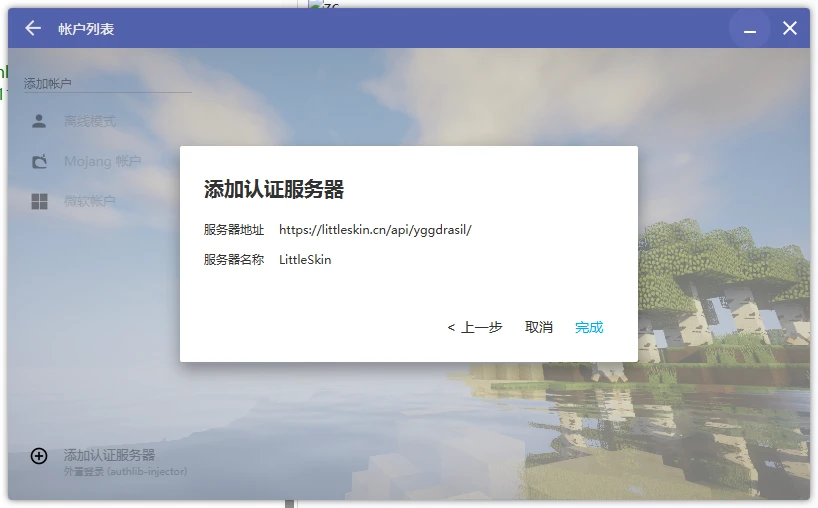 帐户列表
添加帐户
离线模式
Mojang 帐户
微软帐户
添加认证服务器
服务器地址 https://littleskin.cn/api/yggdrasil/
服务器名称 LittleSkin
< 上一步 取消 完成
添加认证服务器
外置登录 (authlib-injector)